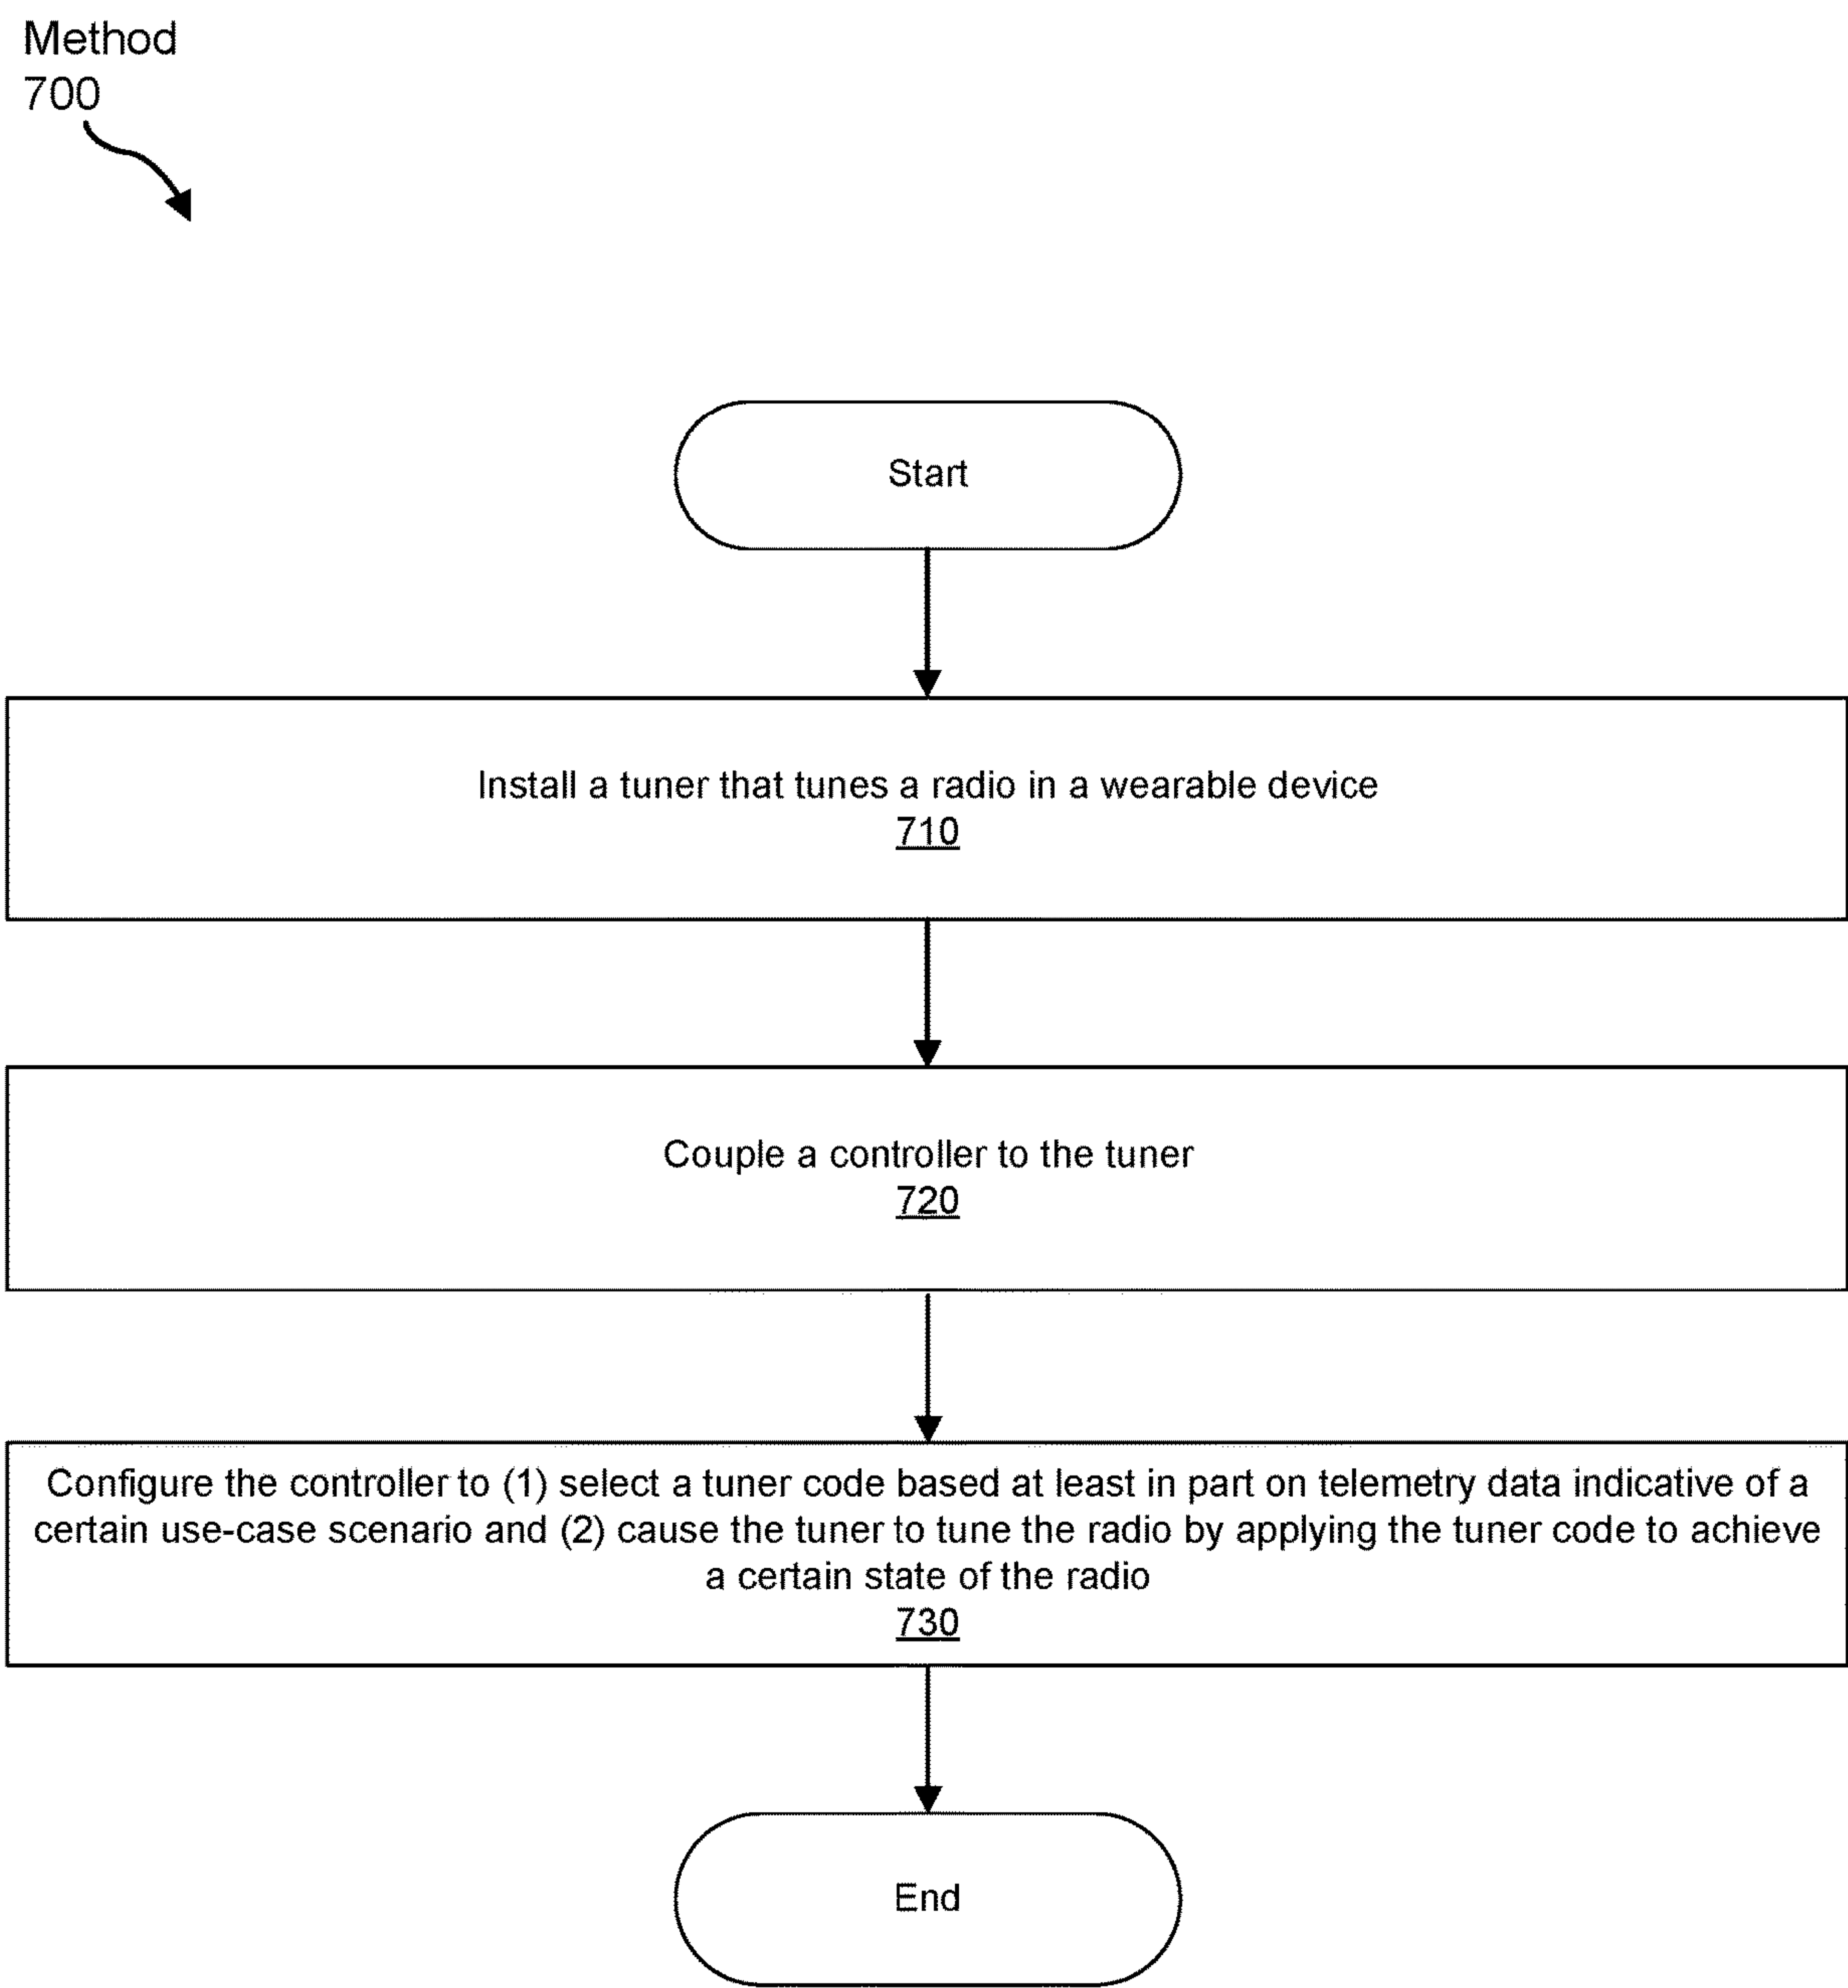 Method
700
Start
Install a tuner that tunes a radio in a wearable device
710
Couple a controller to the tuner
720
Configure the controller to (1) select a tuner code based at least in part on telemetry data indicative of a
certain use-case scenario and (2) cause the tuner to tune the radio by applying the tuner code to achieve
a certain state of the radio
730
End